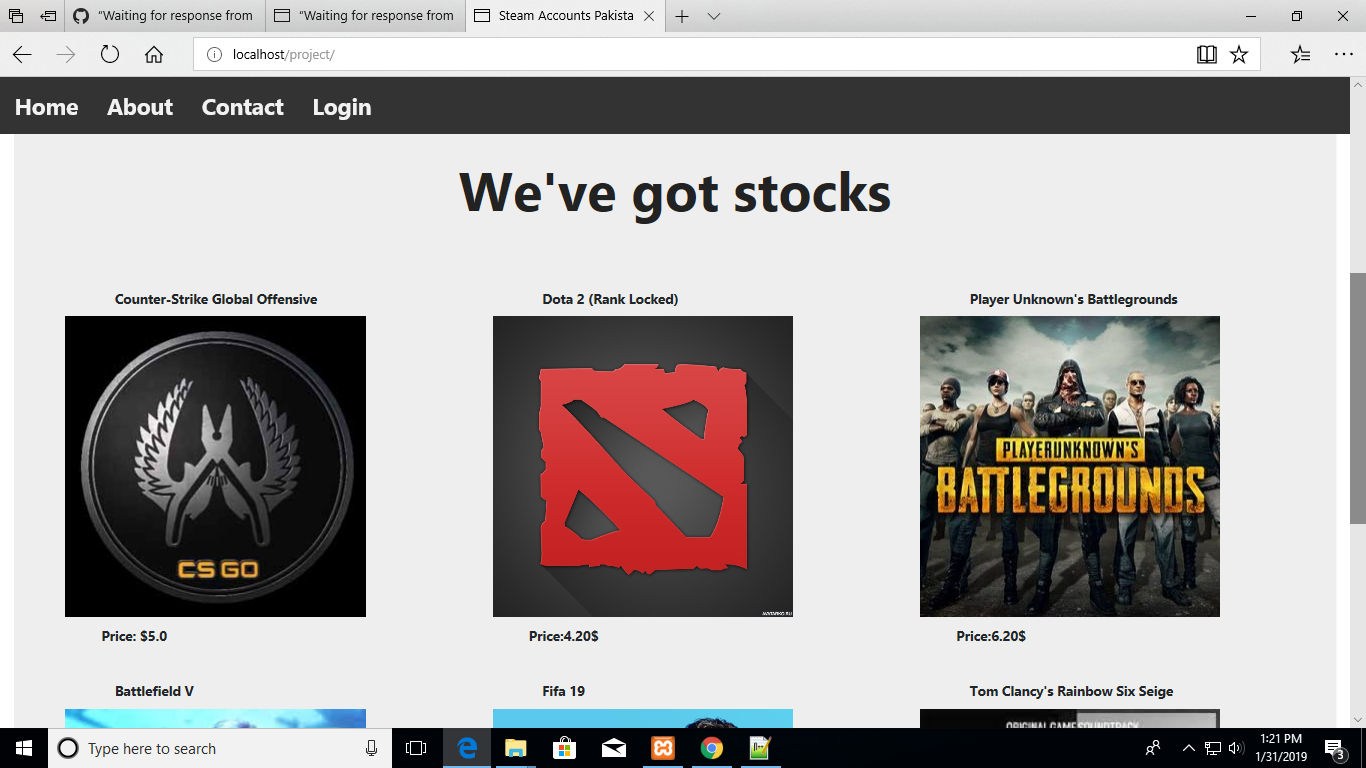 “Waiting for response from
“Waiting for response from
Steam Accounts Pakista
localhost/project/
Home About Contact Login
We've got stocks
Counter-Strike Global Offensive
Dota 2 (Rank Locked)
Player Unknown's Battlegrounds
CS GO
AVATARKO.RU
PLAYERUNKNOWN'S
BATTLEGROUNDS
Price: $5.0
Price:4.20$
Price:6.20$
Battlefield V
Fifa 19
Tom Clancy's Rainbow Six Seige
ORIGINAL GAME SOUNDTRACK
Type here to search
1:21 PM
1/31/2019
3